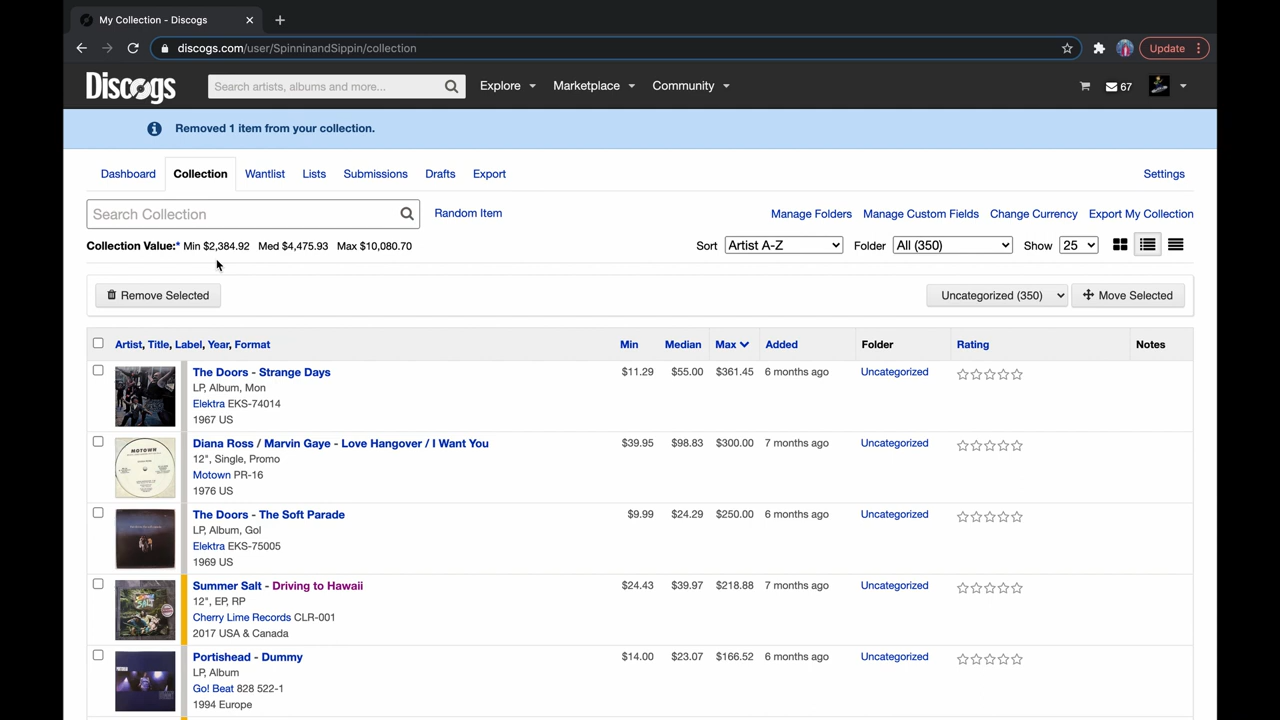 My Collection - Discogs
discogs.com/user/SpinninandSippin/collection
Update
Discogs
Search artists, albums and more...
Explore Marketplace Community
67
Removed 1 item from your collection.
Dashboard Collection Wantlist Lists Submissions Drafts Export Settings
Search Collection
Random Item
Manage Folders Manage Custom Fields Change Currency Export My Collection
Collection Value:* Min $2,384.92 Med $4,475.93 Max $10,080.70
Sort Artist A-Z Folder All (350) Show 25
Remove Selected
Uncategorized (350) Move Selected
Artist, Title, Label, Year, Format Min Median Max Added Folder Rating Notes
The Doors - Strange Days $11.29 $55.00 $361.45 6 months ago Uncategorized
LP, Album, Mon
Elektra EKS-74014
1967 US
Diana Ross / Marvin Gaye - Love Hangover / I Want You $39.95 $98.83 $300.00 7 months ago Uncategorized
12", Single, Promo
Motown PR-16
1976 US
MOTOWN
The Doors - The Soft Parade $9.99 $24.29 $250.00 6 months ago Uncategorized
LP, Album, Gol
Elektra EKS-75005
1969 US
Summer Salt - Driving to Hawaii $24.43 $39.97 $218.88 7 months ago Uncategorized
12", EP, RP
Cherry Lime Records CLR-001
2017 USA & Canada
Portishead - Dummy $14.00 $23.07 $166.52 6 months ago Uncategorized
LP, Album
Go! Beat 828 522-1
1994 Europe